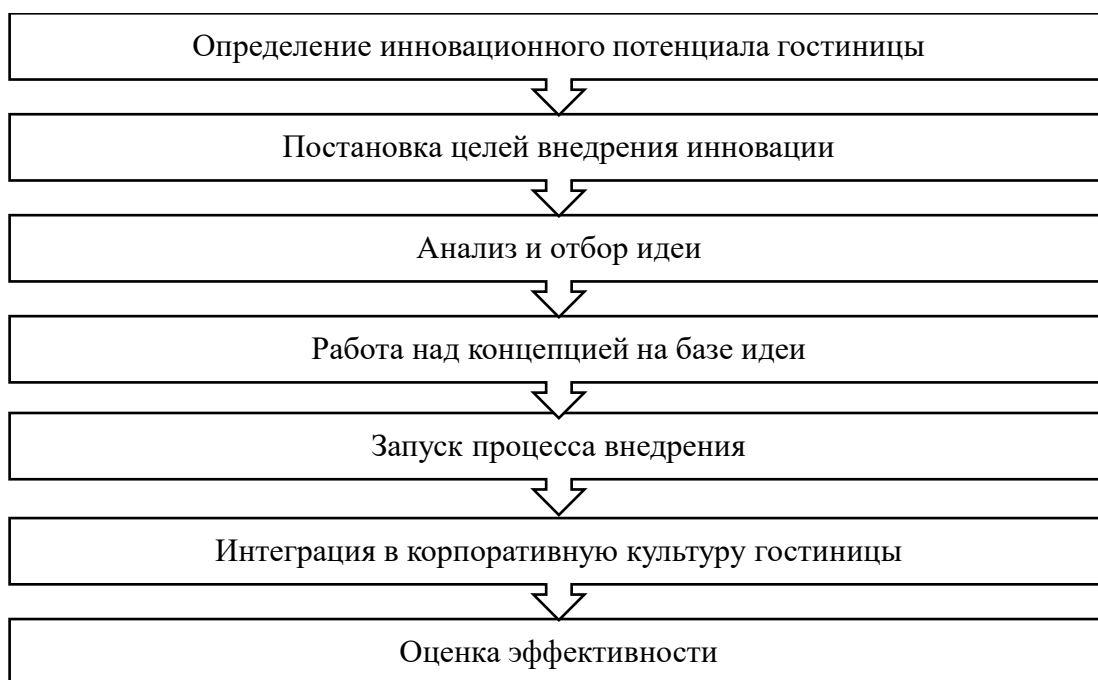 Определение инновационного потенциала гостиницы
Постановка целей внедрения инновации
Анализ и отбор идеи
Работа над концепцией на базе идеи
Запуск процесса внедрения
Интеграция в корпоративную культуру гостиницы
Оценка эффективности